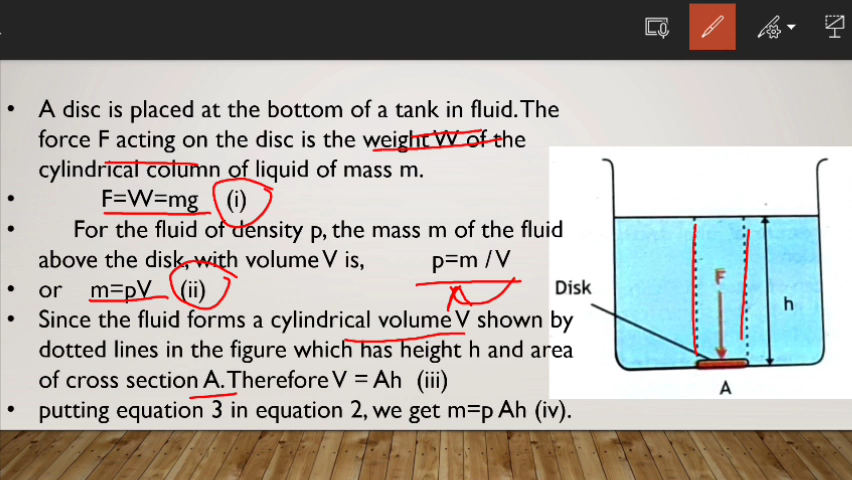 • A disc is placed at the bottom of a tank in fluid. The
force F acting on the disc is the weight W of the
cylindrical column of liquid of mass m.
• F=W=mg (i)
• For the fluid of density p, the mass m of the fluid
above the disk, with volume V is, p=m /V
• or m=pV (ii)
• Since the fluid forms a cylindrical volume V shown by
dotted lines in the figure which has height h and area
of cross section A. Therefore V = Ah (iii)
• putting equation 3 in equation 2, we get m=p Ah (iv).
F
Disk
h
A